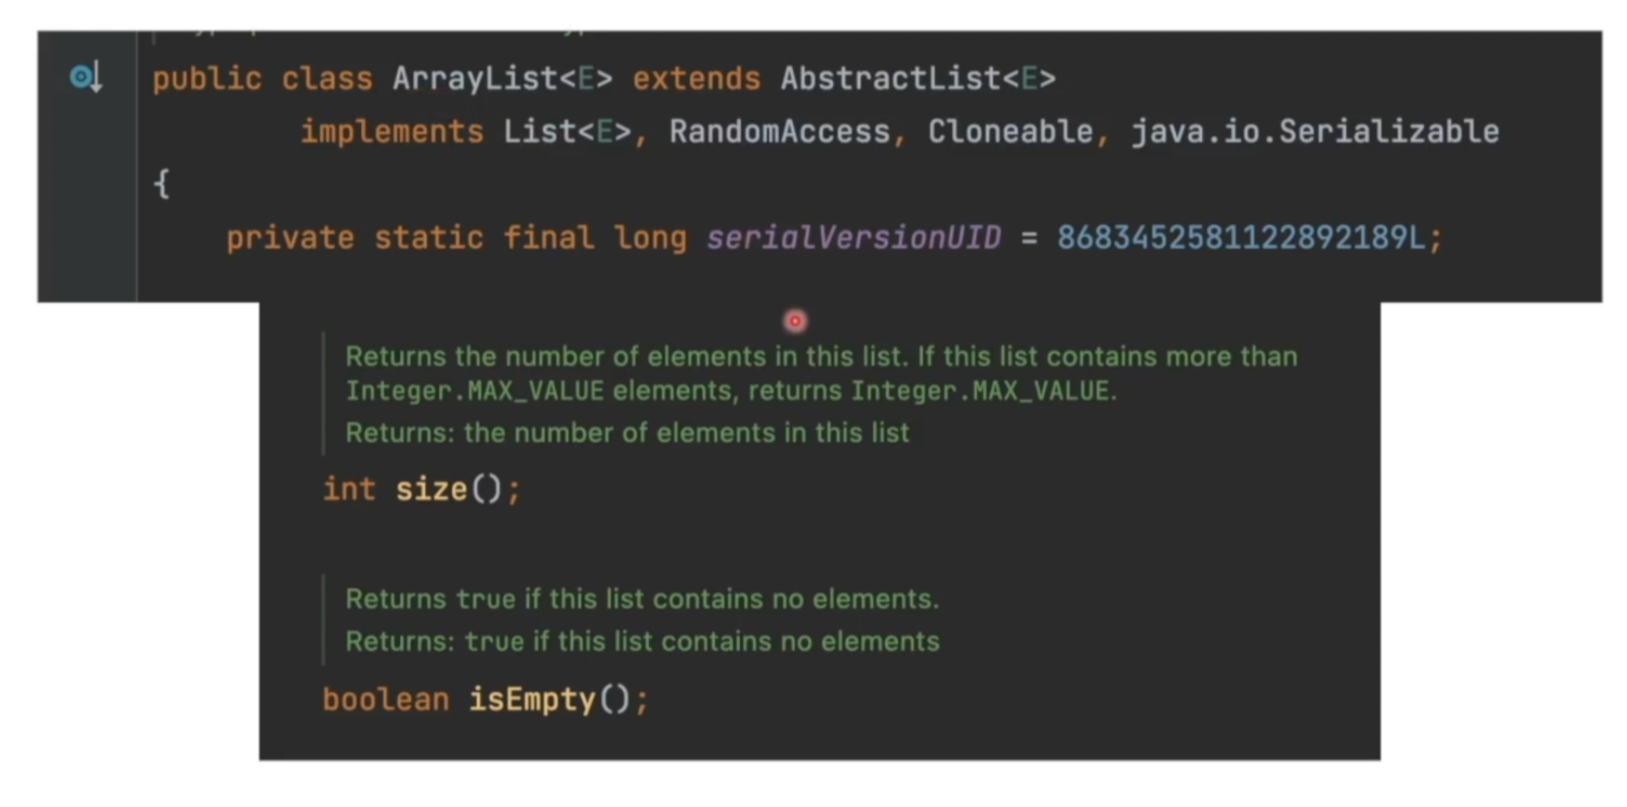 public class ArrayList<E> extends AbstractList<E>
implements List<E>, RandomAccess, Cloneable, java.io.Serializable
{
private static final long serialVersionUID = 8683452581122892189L;
Returns the number of elements in this list. If this list contains more than
Integer.MAX_VALUE elements, returns Integer.MAX_VALUE.
Returns: the number of elements in this list
int size();
Returns true if this list contains no elements.
Returns: true if this list contains no elements
boolean isEmpty();